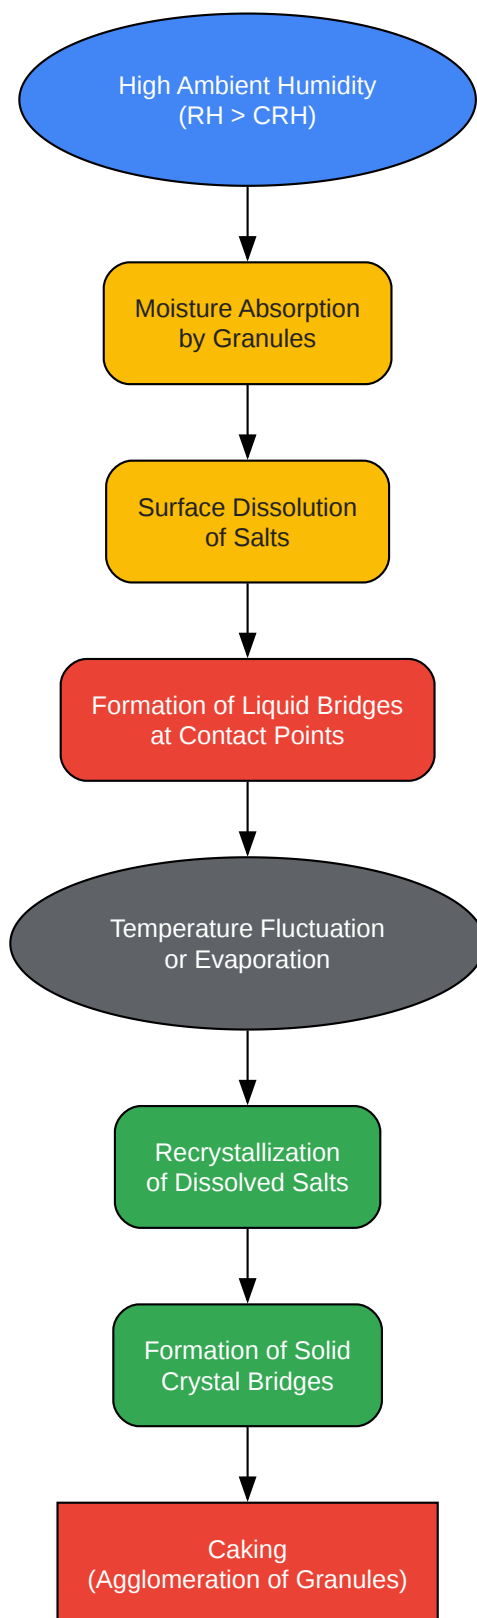 High Ambient Humidity
(RH > CRH)
Moisture Absorption
by Granules
Surface Dissolution
of Salts
Formation of Liquid Bridges
at Contact Points
Temperature Fluctuation
or Evaporation
Recrystallization
of Dissolved Salts
Formation of Solid
Crystal Bridges
Caking
(Agglomeration of Granules)